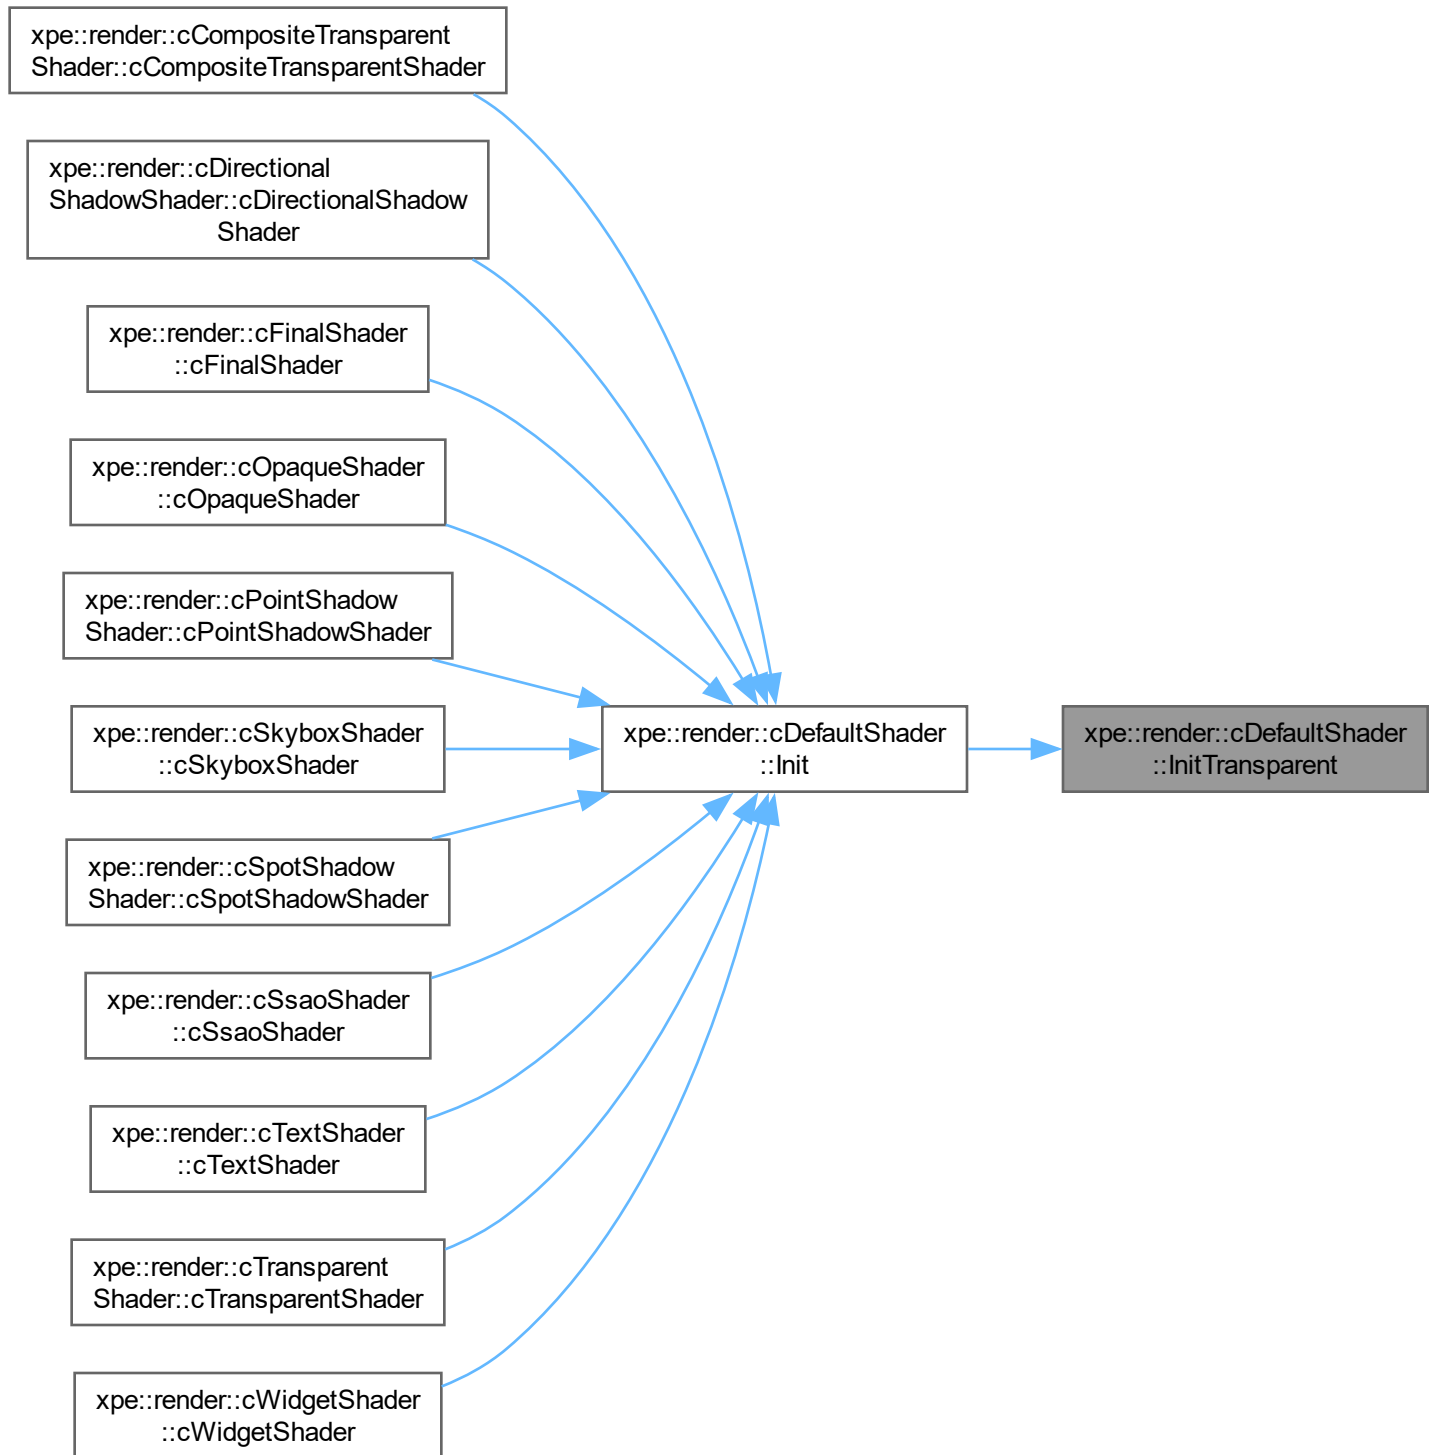 xpe::render::cCompositeTransparent
Shader::cCompositeTransparentShader
xpe::render::cDirectional
ShadowShader::cDirectionalShadow
Shader
xpe::render::cFinalShader
::cFinalShader
xpe::render::cOpaqueShader
::cOpaqueShader
xpe::render::cPointShadow
Shader::cPointShadowShader
xpe::render::cSkyboxShader
::cSkyboxShader
xpe::render::cDefaultShader
::Init
xpe::render::cDefaultShader
::InitTransparent
xpe::render::cSpotShadow
Shader::cSpotShadowShader
xpe::render::cSsaoShader
::cSsaoShader
xpe::render::cTextShader
::cTextShader
xpe::render::cTransparent
Shader::cTransparentShader
xpe::render::cWidgetShader
::cWidgetShader